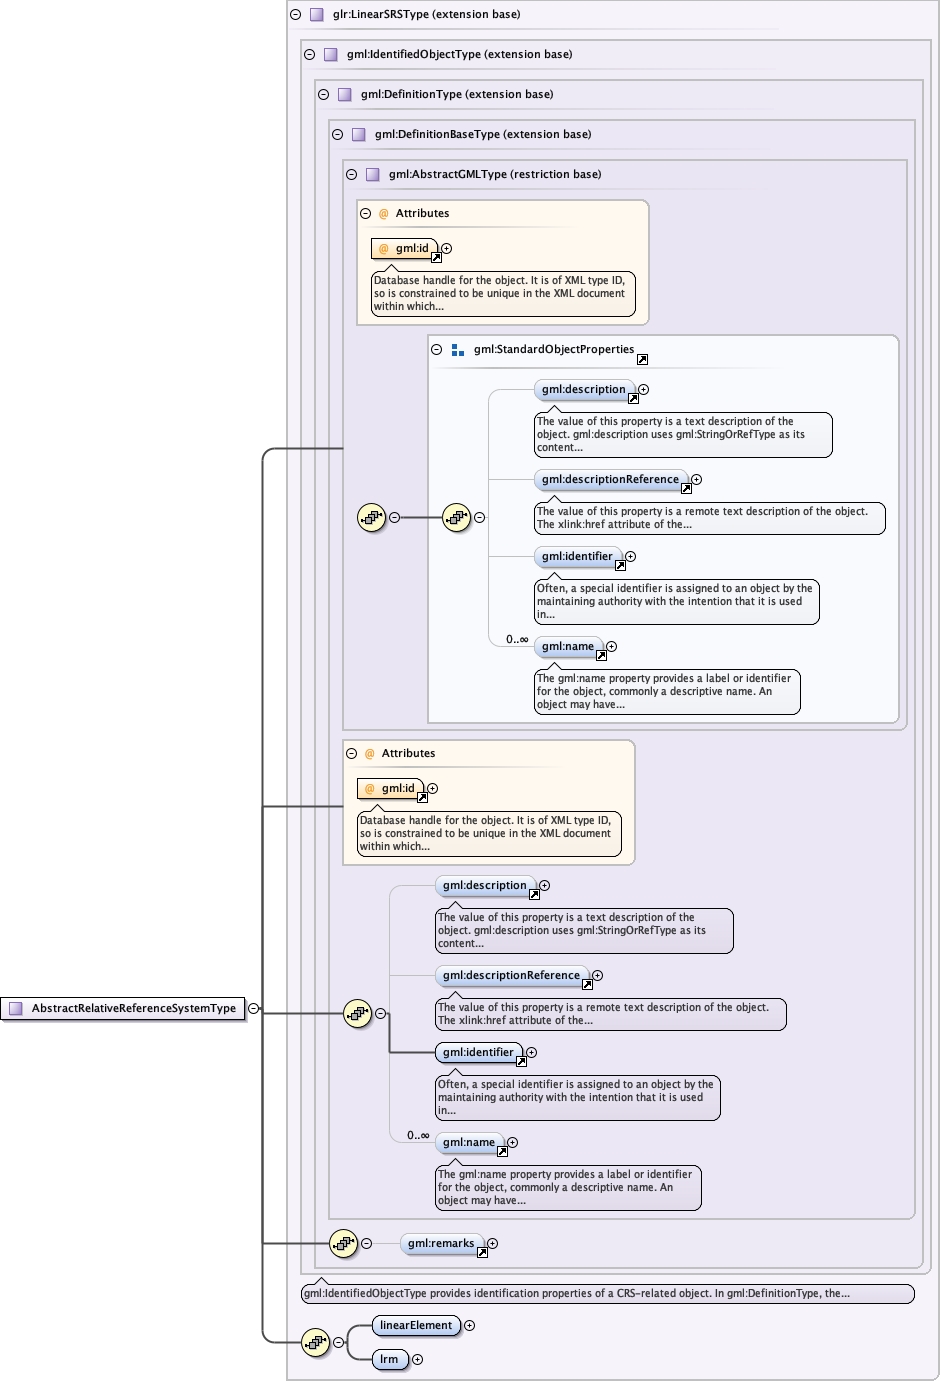 glr:LinearSRSType (extension base)
gml:IdentifiedObjectType (extension base)
gml:DefinitionType (extension base)
gml:DefinitionBaseType (extension base)
gml:AbstractGMLType (restriction base)
@ Attributes
@ gml:id
Database handle for the object. It is of XML type ID,
so is constrained to be unique in the XML document
within which...
gml:StandardObjectProperties
gml:description
The value of this property is a text description of the
object. gml:description uses gml:StringOrRefType as its
content...
gml:descriptionReference
The value of this property is a remote text description of the object.
The xlink:href attribute of the...
gml:identifier
Often, a special identifier is assigned to an object by the
maintaining authority with the intention that it is used
in...
0..∞
gml:name
The gml:name property provides a label or identifier
for the object, commonly a descriptive name. An
object may have...
@ Attributes
@ gml:id
Database handle for the object. It is of XML type ID,
so is constrained to be unique in the XML document
within which...
gml:description
The value of this property is a text description of the
object. gml:description uses gml:StringOrRefType as its
content...
gml:descriptionReference
The value of this property is a remote text description of the object.
The xlink:href attribute of the...
AbstractRelativeReferenceSystemType
gml:identifier
Often, a special identifier is assigned to an object by the
maintaining authority with the intention that it is used
in...
0..∞
gml:name
The gml:name property provides a label or identifier
for the object, commonly a descriptive name. An
object may have...
gml:remarks
gml:IdentifiedObjectType provides identification properties of a CRS-related object. In gml:DefinitionType, the...
linearElement
lrm